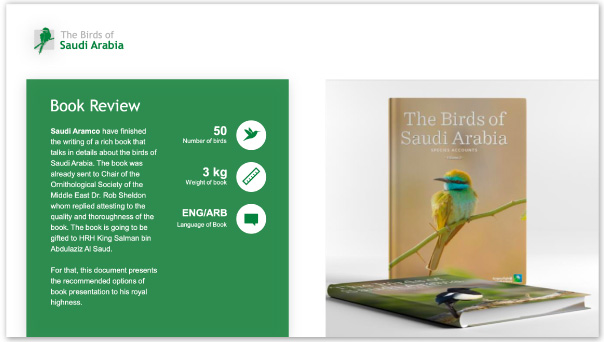 The Birds of
Saudi Arabia
Book Review
Saudi Aramco have finished
the writing of a rich book that
talks in details about the birds of
Saudi Arabia. The book was
already sent to Chair of the
Ornithological Society of the
Middle East Dr. Rob Sheldon
whom replied attesting to the
quality and thoroughness of the
book. The book is going to be
gifted to HRH King Salman bin
Abdulaziz Al Saud.
For that, this document presents
the recommended options of
book presentation to his royal
highness.
50
Number of birds
3 kg
Weight of book
ENG/ARB
Language of Book
The Birds of
Saudi Arabia
SPECIES ACCOUNTS